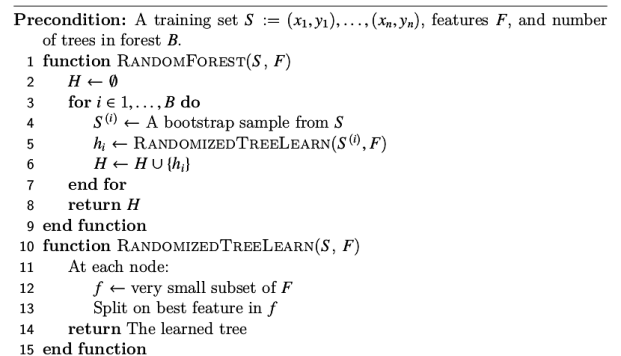 Precondition: A training set S := (x₁, y₁), . . . , (xₙ, yₙ), features F, and number
of trees in forest B.
1 function RANDOMFOREST(S, F)
2 H ← ∅
3 for i ∈ 1, . . . , B do
4 S⁽ⁱ⁾ ← A bootstrap sample from S
5 hᵢ ← RANDOMIZEDTREELEARN(S⁽ⁱ⁾, F)
6 H ← H ∪ {hᵢ}
7 end for
8 return H
9 end function
10 function RANDOMIZEDTREELEARN(S, F)
11 At each node:
12 f ← very small subset of F
13 Split on best feature in f
14 return The learned tree
15 end function